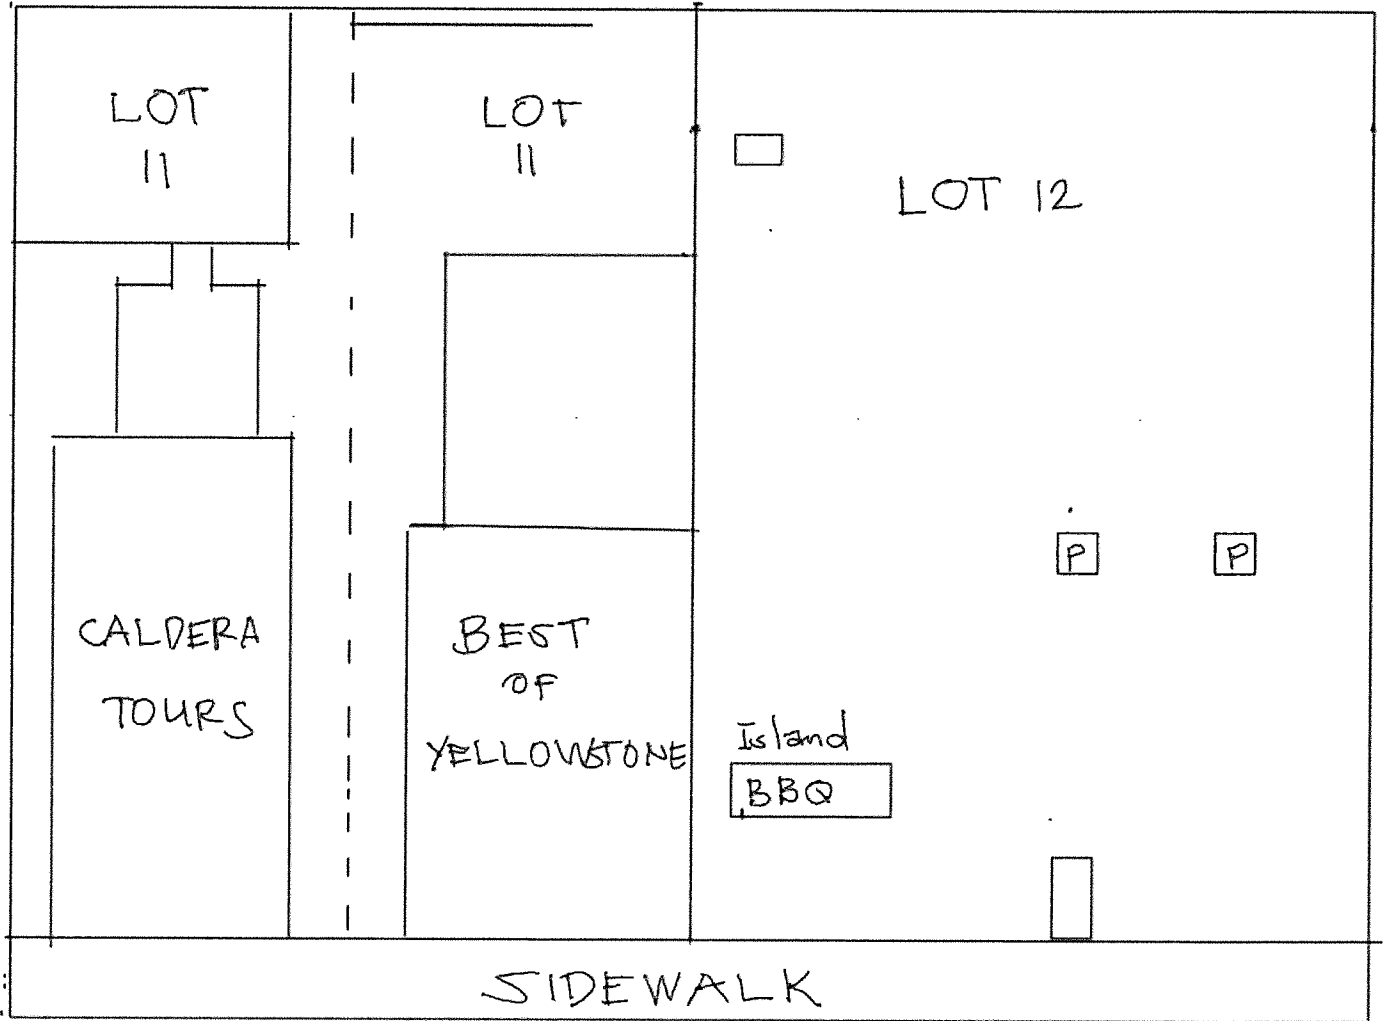 LOT
11
LOT
11
LOT 12
P
P
CALDERA
TOURS
BEST
OF
YELLOWSTONE
Island
BBQ
SIDEWALK